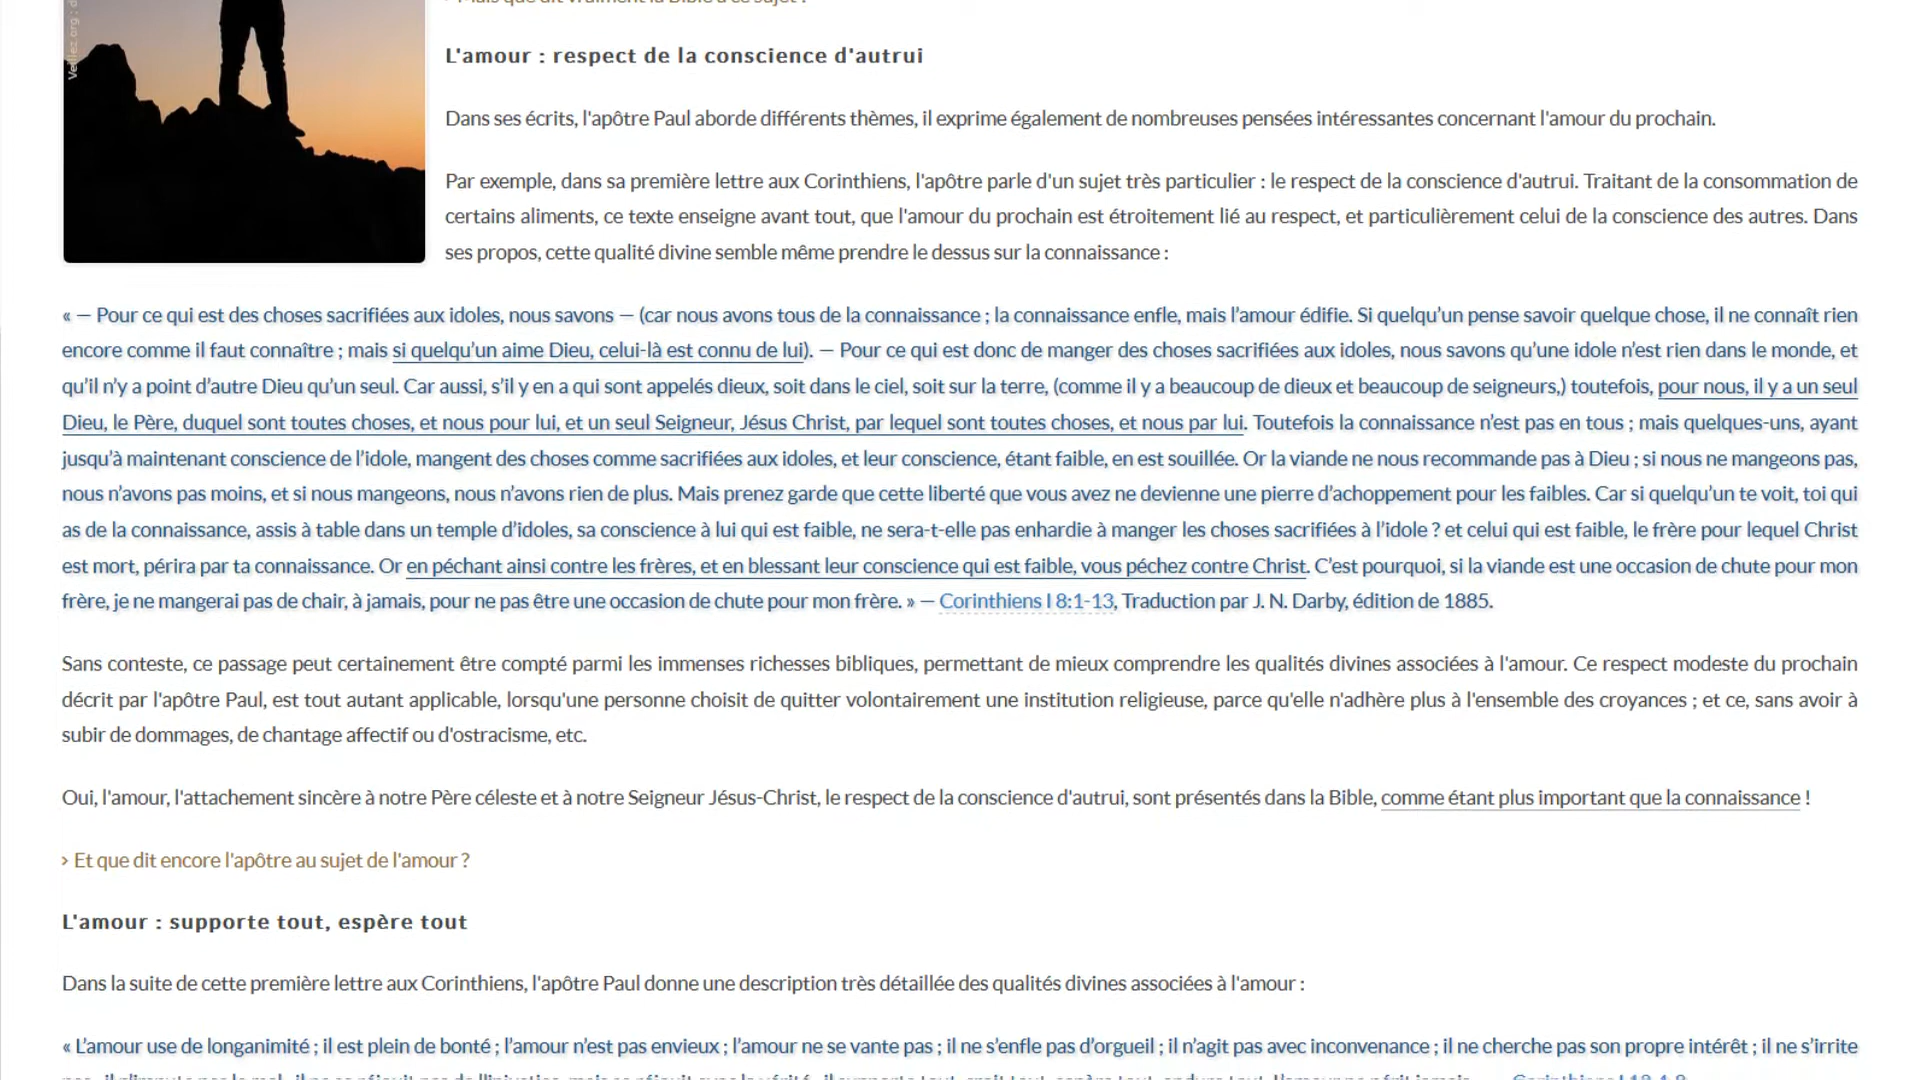 L'amour : respect de la conscience d'autrui
Dans ses écrits, l'apôtre Paul aborde différents thèmes, il exprime également de nombreuses pensées intéressantes concernant l'amour du prochain.
Par exemple, dans sa première lettre aux Corinthiens, l'apôtre parle d'un sujet très particulier : le respect de la conscience d'autrui. Traitant de la consommation de
certains aliments, ce texte enseigne avant tout, que l'amour du prochain est étroitement lié au respect, et particulièrement celui de la conscience des autres. Dans
ses propos, cette qualité divine semble même prendre le dessus sur la connaissance :
« — Pour ce qui est des choses sacrifiées aux idoles, nous savons — (car nous avons tous de la connaissance ; la connaissance enfle, mais l’amour édifie. Si quelqu’un pense savoir quelque chose, il ne connaît rien
encore comme il faut connaître ; mais si quelqu’un aime Dieu, celui-là est connu de lui). — Pour ce qui est donc de manger des choses sacrifiées aux idoles, nous savons qu’une idole n’est rien dans le monde, et
qu’il n’y a point d’autre Dieu qu’un seul. Car aussi, s’il y en a qui sont appelés dieux, soit dans le ciel, soit sur la terre, (comme il y a beaucoup de dieux et beaucoup de seigneurs,) toutefois, pour nous, il y a un seul
Dieu, le Père, duquel sont toutes choses, et nous pour lui, et un seul Seigneur, Jésus Christ, par lequel sont toutes choses, et nous par lui. Toutefois la connaissance n’est pas en tous ; mais quelques-uns, ayant
jusqu’à maintenant conscience de l’idole, mangent des choses comme sacrifiées aux idoles, et leur conscience, étant faible, en est souillée. Or la viande ne nous recommande pas à Dieu ; si nous ne mangeons pas,
nous n’avons pas moins, et si nous mangeons, nous n’avons rien de plus. Mais prenez garde que cette liberté que vous avez ne devienne une pierre d’achoppement pour les faibles. Car si quelqu’un te voit, toi qui
as de la connaissance, assis à table dans un temple d’idoles, sa conscience à lui qui est faible, ne sera-t-elle pas enhardie à manger les choses sacrifiées à l’idole ? et celui qui est faible, le frère pour lequel Christ
est mort, périra par ta connaissance. Or en péchant ainsi contre les frères, et en blessant leur conscience qui est faible, vous péchez contre Christ. C’est pourquoi, si la viande est une occasion de chute pour mon
frère, je ne mangerai pas de chair, à jamais, pour ne pas être une occasion de chute pour mon frère. » — Corinthiens I 8:1-13, Traduction par J. N. Darby, édition de 1885.
Sans conteste, ce passage peut certainement être compté parmi les immenses richesses bibliques, permettant de mieux comprendre les qualités divines associées à l'amour. Ce respect modeste du prochain
décrit par l'apôtre Paul, est tout autant applicable, lorsqu'une personne choisit de quitter volontairement une institution religieuse, parce qu'elle n'adhère plus à l'ensemble des croyances ; et ce, sans avoir à
subir de dommages, de chantage affectif ou d'ostracisme, etc.
Oui, l'amour, l'attachement sincère à notre Père céleste et à notre Seigneur Jésus-Christ, le respect de la conscience d'autrui, sont présentés dans la Bible, comme étant plus important que la connaissance !
› Et que dit encore l'apôtre au sujet de l'amour ?
L'amour : supporte tout, espère tout
Dans la suite de cette première lettre aux Corinthiens, l'apôtre Paul donne une description très détaillée des qualités divines associées à l'amour :
« L’amour use de longanimité ; il est plein de bonté ; l’amour n’est pas envieux ; l’amour ne se vante pas ; il ne s’enfle pas d’orgueil ; il n’agit pas avec inconvenance ; il ne cherche pas son propre intérêt ; il ne s’irrite